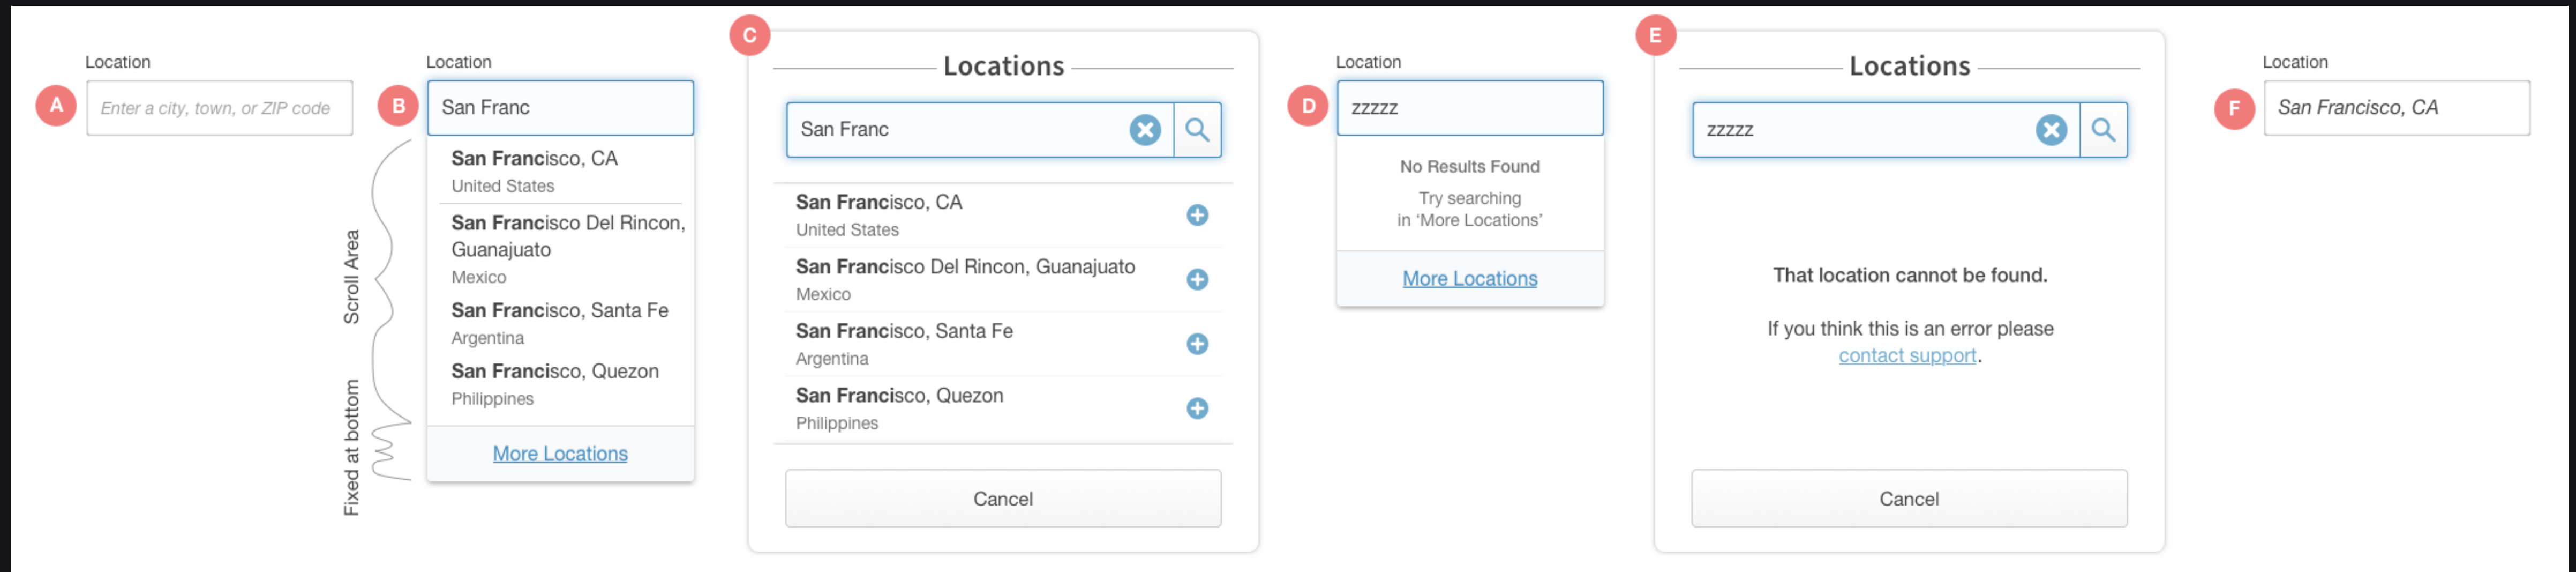 A
Location
Enter a city, town, or ZIP code
B
Location
San Franc
San Francisco, CA
United States
San Francisco Del Rincon,
Guanajuato
Mexico
San Francisco, Santa Fe
Argentina
San Francisco, Quezon
Philippines
More Locations
Scroll Area
Fixed at bottom
C
Locations
San Franc
San Francisco, CA
United States
San Francisco Del Rincon, Guanajuato
Mexico
San Francisco, Santa Fe
Argentina
San Francisco, Quezon
Philippines
Cancel
D
Location
zzzzz
No Results Found
Try searching
in ‘More Locations’
More Locations
E
Locations
zzzzz
That location cannot be found.
If you think this is an error please
contact support.
Cancel
F
Location
San Francisco, CA